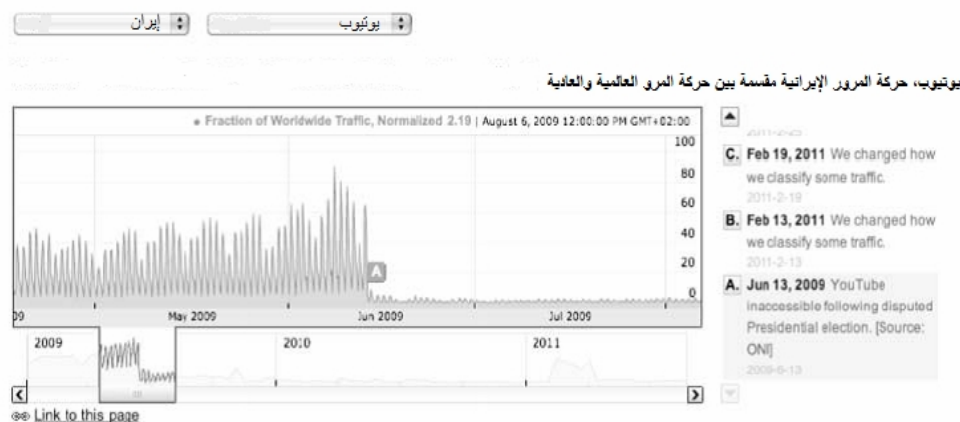 إيران
يوتيوب
يوتيوب، حركة المرور الإيرانية مقسمة بين حركة المرو العالمية والعادية
Fraction of Worldwide Traffic, Normalized 2.19 | August 6, 2009 12:00:00 PM GMT+02:00
100
80
60
40
20
0
A
09
May 2009
Jun 2009
Jul 2009
2009
2010
2011
Link to this page
C. Feb 19, 2011 We changed how
we classify some traffic.
2011-2-19
B. Feb 13, 2011 We changed how
we classify some traffic.
2011-2-13
A. Jun 13, 2009 YouTube
inaccessible following disputed
Presidential election. [Source:
ONI]
2009-6-13